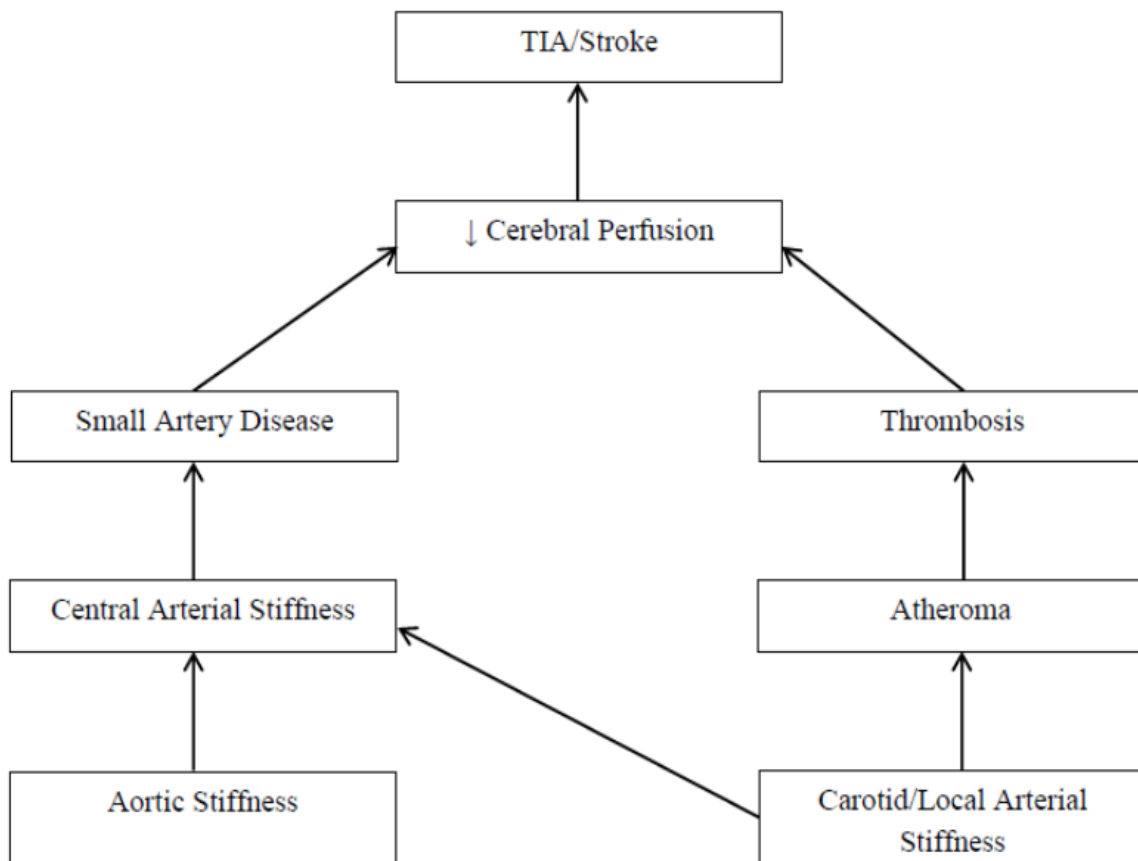 TIA/Stroke
↓ Cerebral Perfusion
Small Artery Disease
Thrombosis
Central Arterial Stiffness
Atheroma
Aortic Stiffness
Carotid/Local Arterial
Stiffness